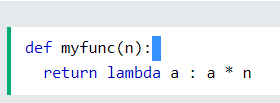 def myfunc(n):
  return lambda a : a * n